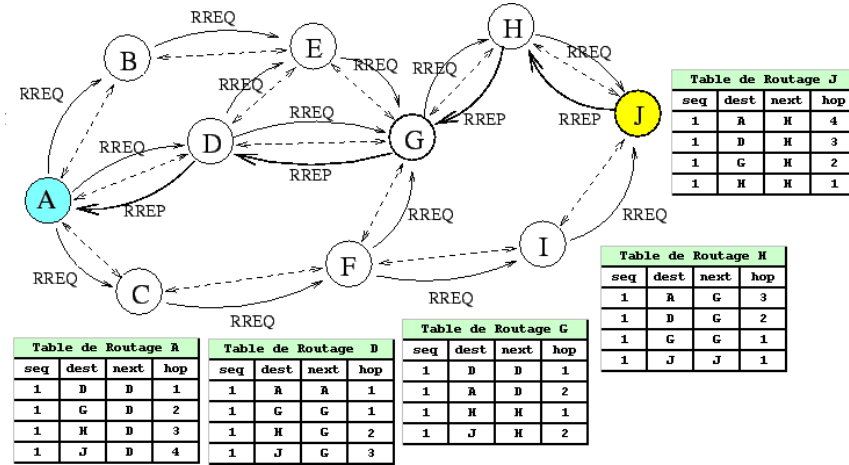 H
RREQ
RREQ
E
B
RREQ
RREQ
RREQ
RREQ
RREQ
Table de Routage J
seq dest next hop
1 A H 4
1 D H 3
1 G H 2
1 H H 1
J
RREP
RREP
G
D
RREQ
RREQ
RREP
A
RREP
RREQ
I
RREQ
F
RREQ
C
RREQ
RREQ
Table de Routage H
seq dest next hop
1 A G 3
1 D G 2
1 G G 1
1 J J 1
Table de Routage A
seq dest next hop
1 D D 1
1 G D 2
1 H D 3
1 J D 4
Table de Routage D
seq dest next hop
1 A A 1
1 G G 1
1 H G 2
1 J G 3
Table de Routage G
seq dest next hop
1 D D 1
1 A D 2
1 H H 1
1 J H 2